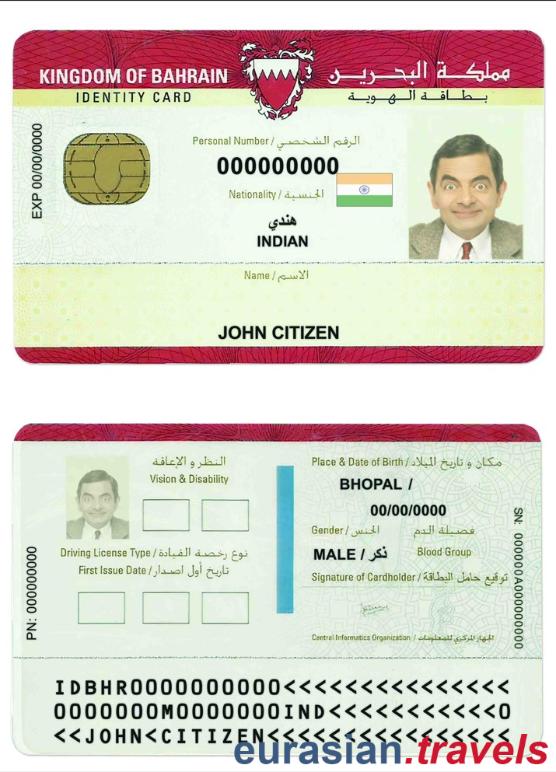 KINGDOM OF BAHRAIN
مملكة البحرين
IDENTITY CARD
بطاقة الهوية
EXP 00/00/0000
Personal Number / الرقم الشخصي
000000000
Nationality / الجنسية
هندي
INDIAN
Name / الاسم
JOHN CITIZEN
النظر و الإعاقة
Vision & Disability
Driving License Type / نوع رخصة القيادة
First Issue Date / تاريخ أول اصدار
PN: 000000000
Place & Date of Birth / مكان و تاريخ الميلاد
BHOPAL /
00/00/0000
Gender / الجنس
فصيلة الدم
MALE / ذكر
Blood Group
Signature of Cardholder / توقيع حامل البطاقة
Central Informatics Organization / الجهاز المركزي للمعلومات
SN: 000000A0000000000
IDBHR0000000000<<<<<<<<<<<<<<<
0000000M0000000IND<<<<<<<<<<<0
<<JOHN<CITIZEN<<<<<<<<<<<<<<<<
eurasian.travels